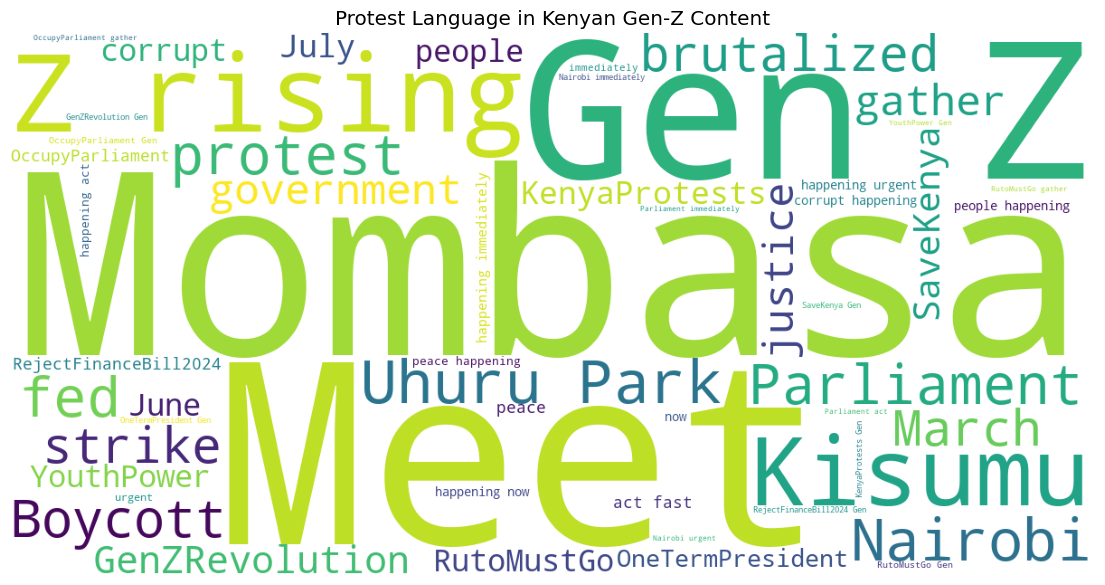 Protest Language in Kenyan Gen-Z Content
OccupyParliament gather
corrupt
July
people
Z rising
Gen Z
immediately
Nairobi immediately
brutalized
gather
GenZRevolution Gen
YouthPower Gen
OccupyParliament Gen
OccupyParliament
protest
happening act
government
happening immediately
KenyaProtests
Parliament immediately
justice
happening urgent
corrupt happening
SaveKenya
RutoMustGo gather
people happening
Mombasa
SaveKenya Gen
RejectFinanceBill2024
peace happening
fed
June
OneTermPresident Gen
Uhuru Park
peace
now
Parliament
Parliament act
March
strike
YouthPower
urgent
Meet
happening now
act fast
KenyaProtests Gen
Kisumu
RejectFinanceBill2024 Gen
Boycott
Nairobi urgent
Nairobi
GenZRevolution
RutoMustGo
OneTermPresident
RutoMustGo Gen